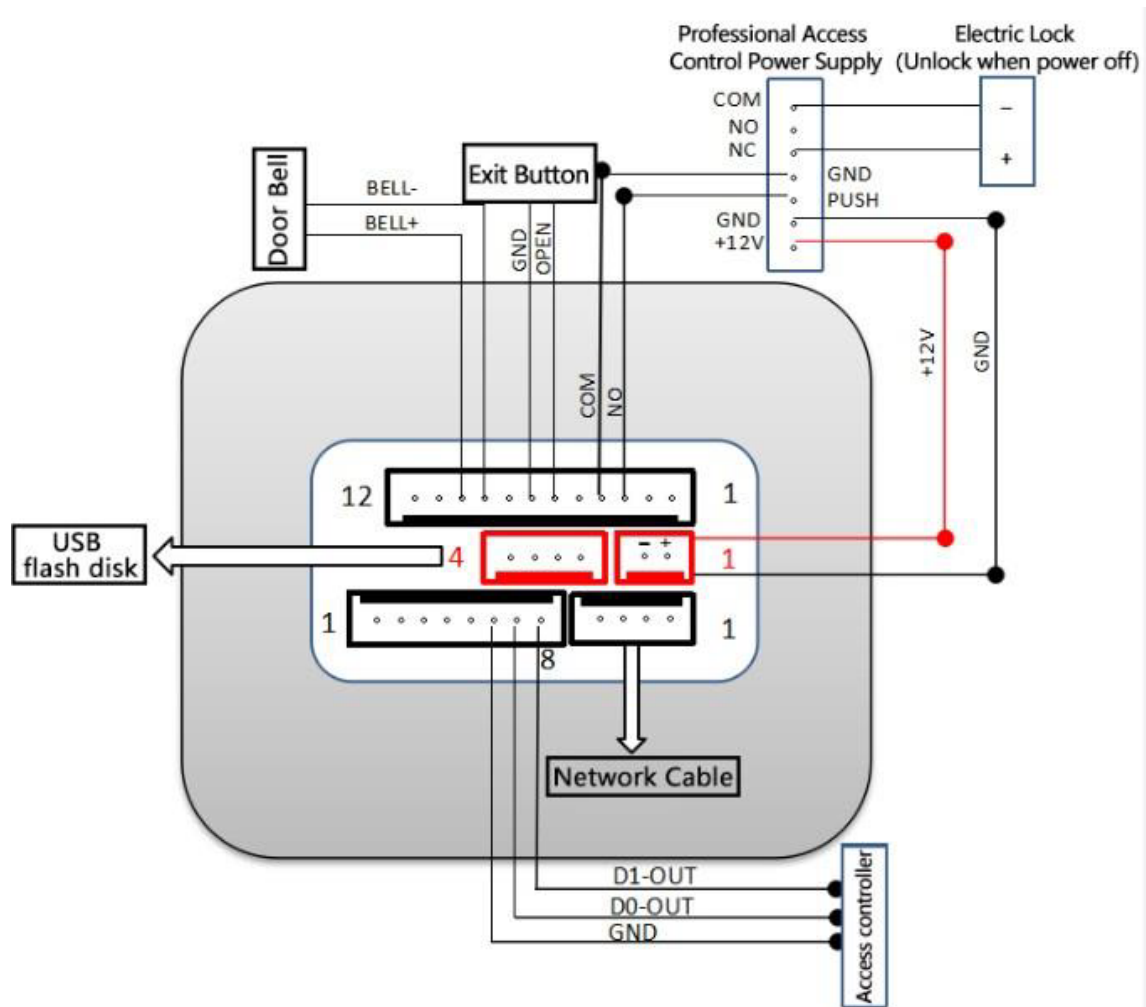 Professional Access
Control Power Supply
Electric Lock
(Unlock when power off)
COM
NO
NC
GND
PUSH
GND
+12V
−
+
Door Bell
BELL-
BELL+
Exit Button
GND
OPEN
COM
NO
+12V
GND
12
1
USB
flash disk
4
− +
1
1
8
1
Network Cable
D1-OUT
D0-OUT
GND
Access controller